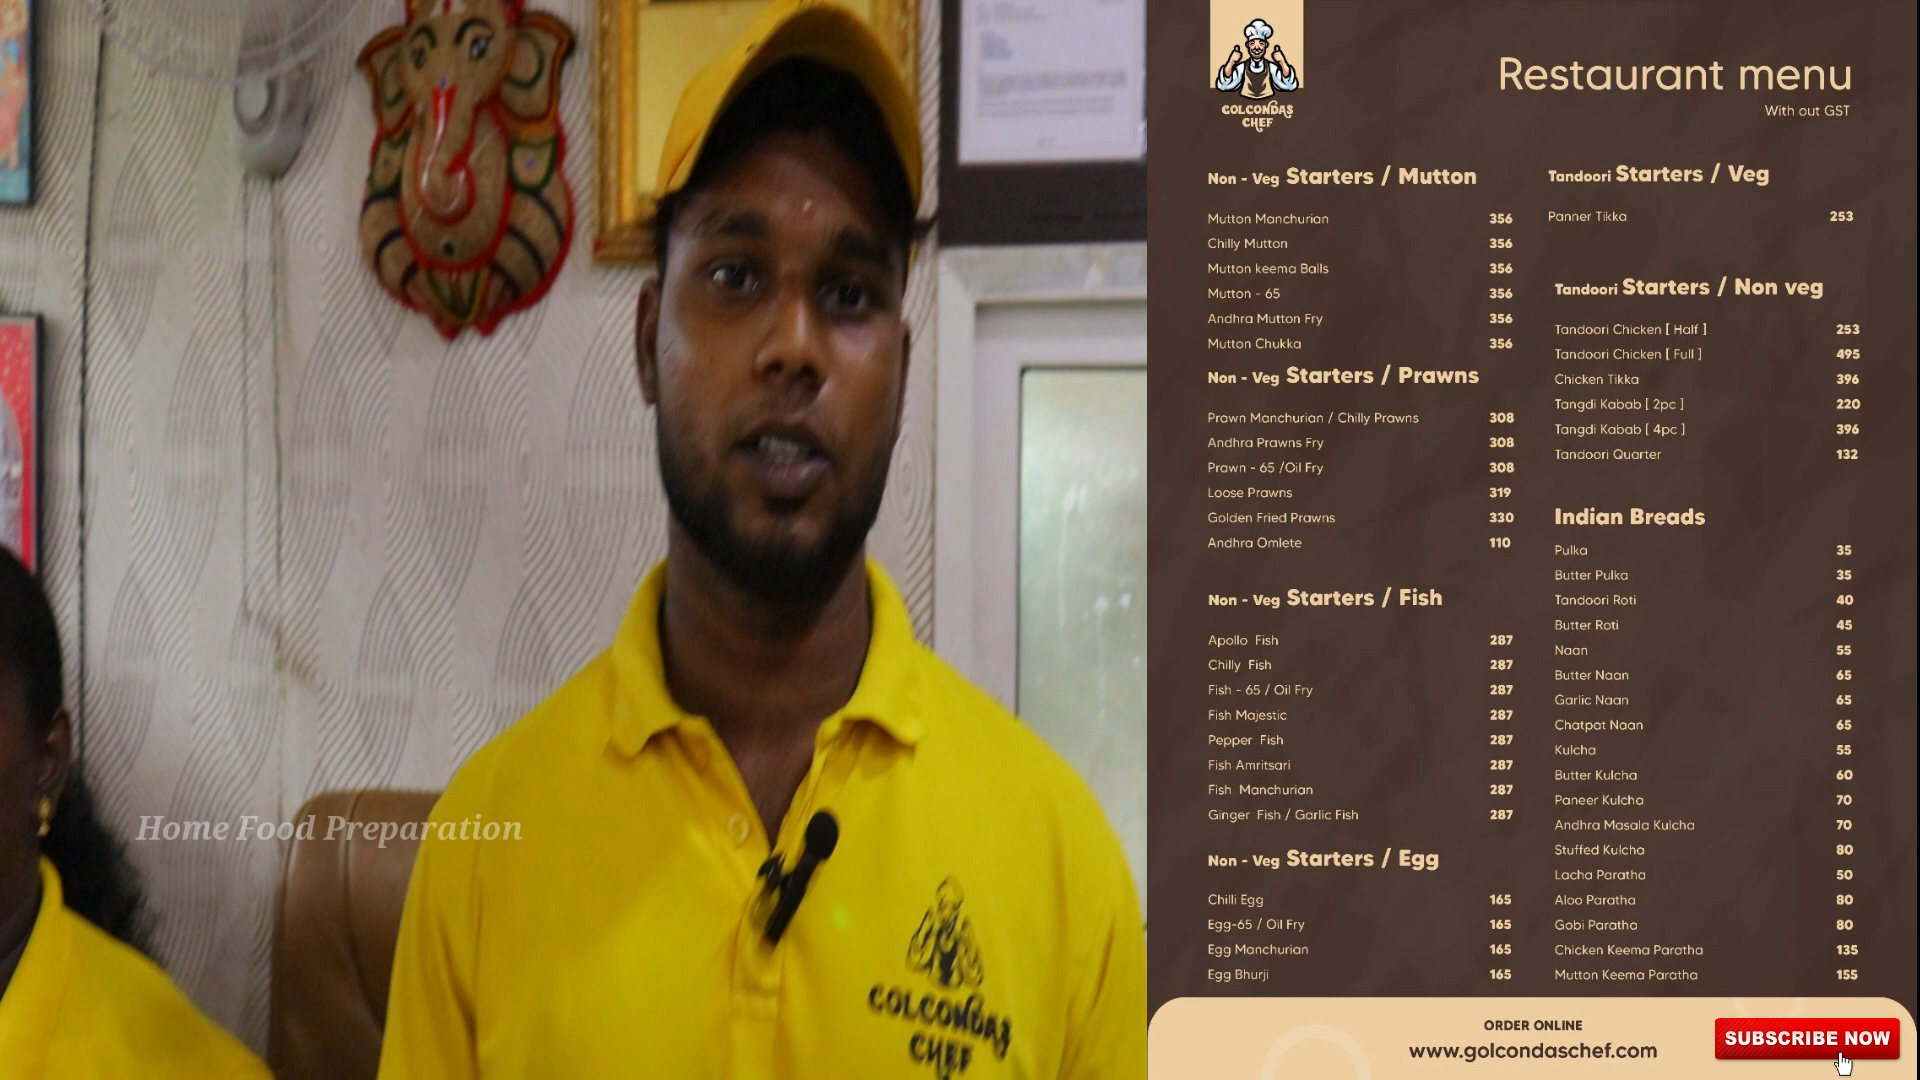 Home Food Preparation
GOLCONDAS
CHEF
GOLCONDAS
CHEF
Restaurant menu
With out GST
Non - Veg Starters / Mutton
Mutton Manchurian 356
Chilly Mutton 356
Mutton keema Balls 356
Mutton - 65 356
Andhra Mutton Fry 356
Mutton Chukka 356
Non - Veg Starters / Prawns
Prawn Manchurian / Chilly Prawns 308
Andhra Prawns Fry 308
Prawn - 65 /Oil Fry 308
Loose Prawns 319
Golden Fried Prawns 330
Andhra Omlete 110
Non - Veg Starters / Fish
Apollo Fish 287
Chilly Fish 287
Fish - 65 / Oil Fry 287
Fish Majestic 287
Pepper Fish 287
Fish Amritsari 287
Fish Manchurian 287
Ginger Fish / Garlic Fish 287
Non - Veg Starters / Egg
Chilli Egg 165
Egg-65 / Oil Fry 165
Egg Manchurian 165
Egg Bhurji 165
Tandoori Starters / Veg
Panner Tikka 253
Tandoori Starters / Non veg
Tandoori Chicken [ Half ] 253
Tandoori Chicken [ Full ] 495
Chicken Tikka 396
Tangdi Kabab [ 2pc ] 220
Tangdi Kabab [ 4pc ] 396
Tandoori Quarter 132
Indian Breads
Pulka 35
Butter Pulka 35
Tandoori Roti 40
Butter Roti 45
Naan 55
Butter Naan 65
Garlic Naan 65
Chatpat Naan 65
Kulcha 55
Butter Kulcha 60
Paneer Kulcha 70
Andhra Masala Kulcha 70
Stuffed Kulcha 80
Lacha Paratha 50
Aloo Paratha 80
Gobi Paratha 80
Chicken Keema Paratha 135
Mutton Keema Paratha 155
ORDER ONLINE
www.golcondaschef.com
SUBSCRIBE NOW